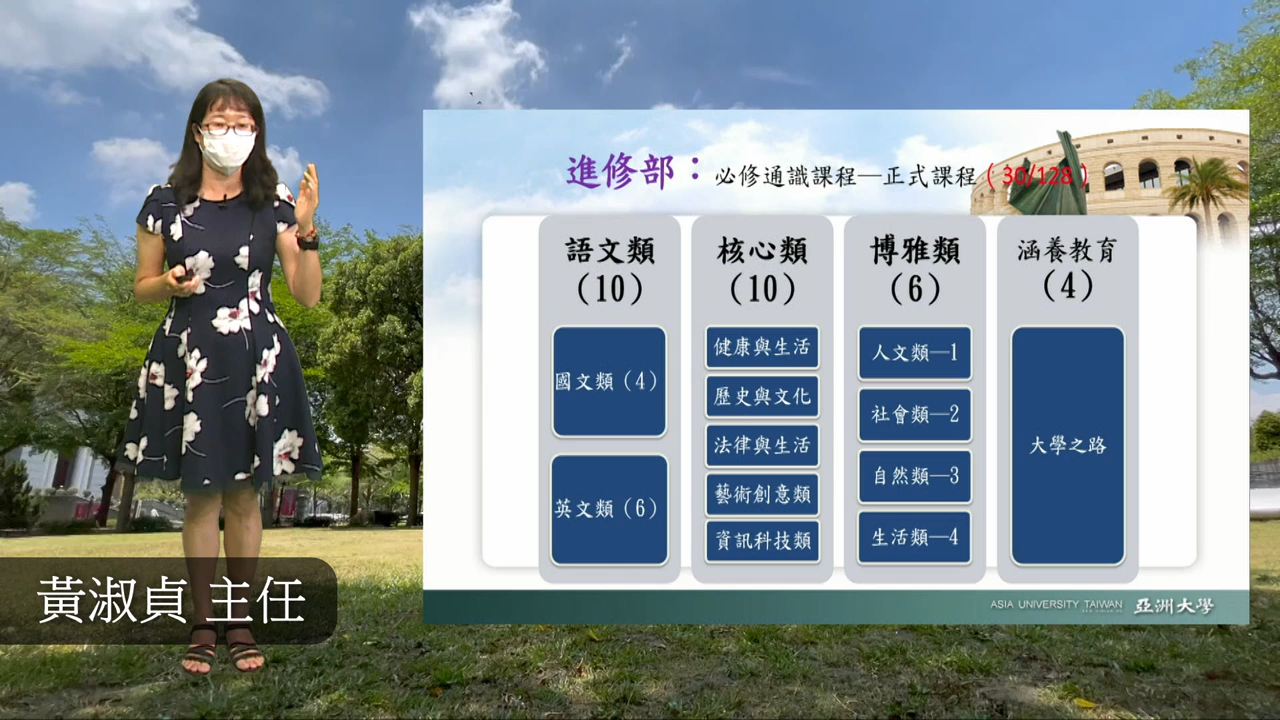 進修部：必修通識課程—正式課程（30/128）
語文類
（10）
國文類（4）
英文類（6）
核心類
（10）
健康與生活
歷史與文化
法律與生活
藝術創意類
資訊科技類
博雅類
（6）
人文類—1
社會類—2
自然類—3
生活類—4
涵養教育
（4）
大學之路
ASIA UNIVERSITY TAIWAN 亞洲大學
黃淑貞 主任